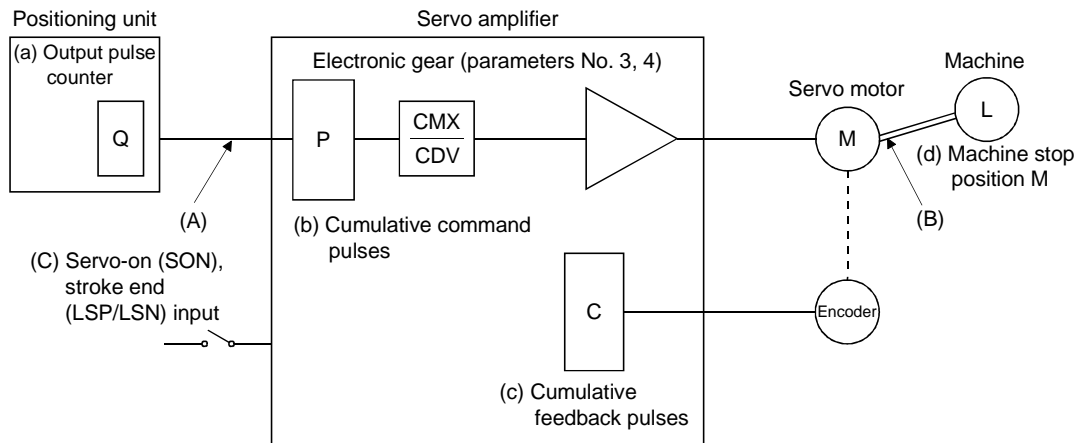 Positioning unit
(a) Output pulse
counter
Q
(A)
(C) Servo-on (SON),
stroke end
(LSP/LSN) input
Servo amplifier
Electronic gear (parameters No. 3, 4)
P
CMX
CDV
(b) Cumulative command
pulses
C
(c) Cumulative
feedback pulses
Servo motor
M
Encoder
Machine
L
(d) Machine stop
position M
(B)